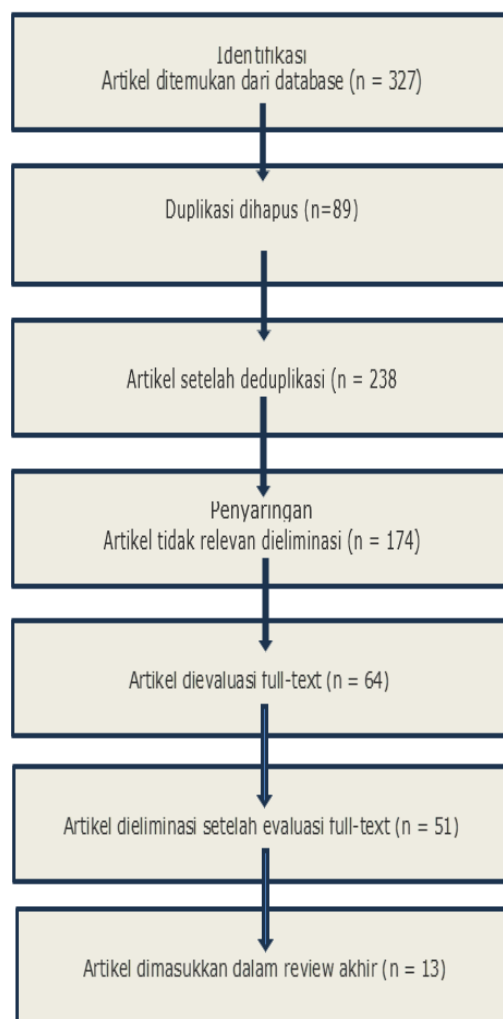 Identifikasi
Artikel ditemukan dari database (n = 327)
Duplikasi dihapus (n=89)
Artikel setelah deduplikasi (n = 238
Penyaringan
Artikel tidak relevan dieliminasi (n = 174)
Artikel dievaluasi full-text (n = 64)
Artikel dieliminasi setelah evaluasi full-text (n = 51)
Artikel dimasukkan dalam review akhir (n = 13)